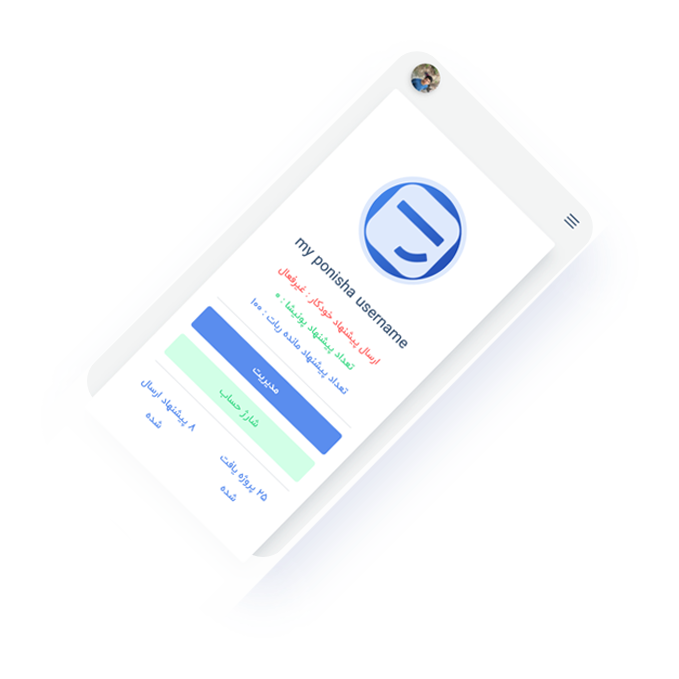 my ponisha username
ارسال پیشنهاد خودکار : غیرفعال
تعداد پیشنهاد پونیشا : ۰
تعداد پیشنهاد مانده ربات : ۱۰۰
مدیریت
شارژ حساب
۲۵ پروژه یافت
شده
۸ پیشنهاد ارسال
شده